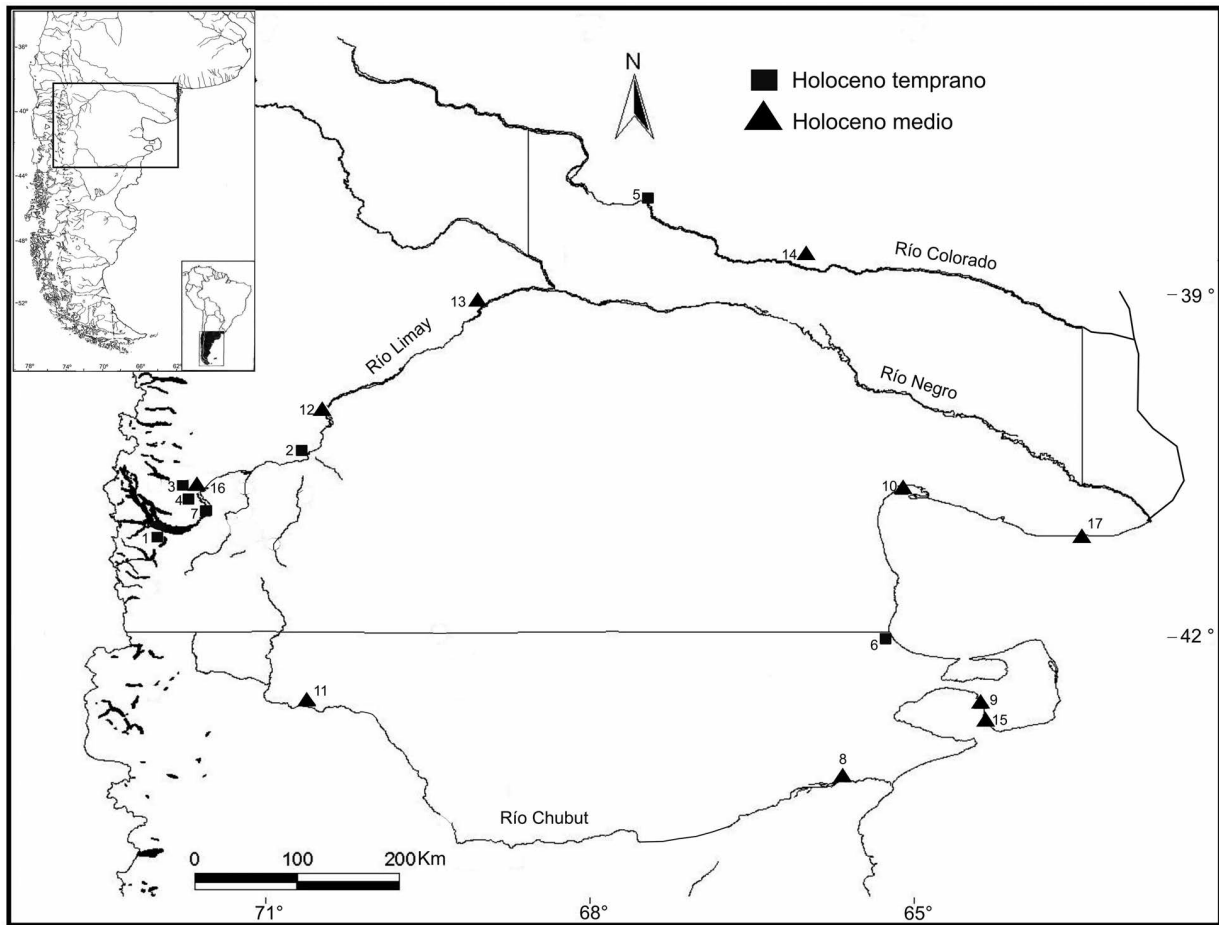 N
Holoceno temprano
Holoceno medio
36°
40°
44°
48°
52°
78° 74° 70° 66° 62°
5
14
Río Colorado
39 °
13
Río Limay
Río Negro
12
2
3
16
4
7
1
10
17
6
42 °
11
9
15
8
Río Chubut
0 100 200 Km
71° 68° 65°